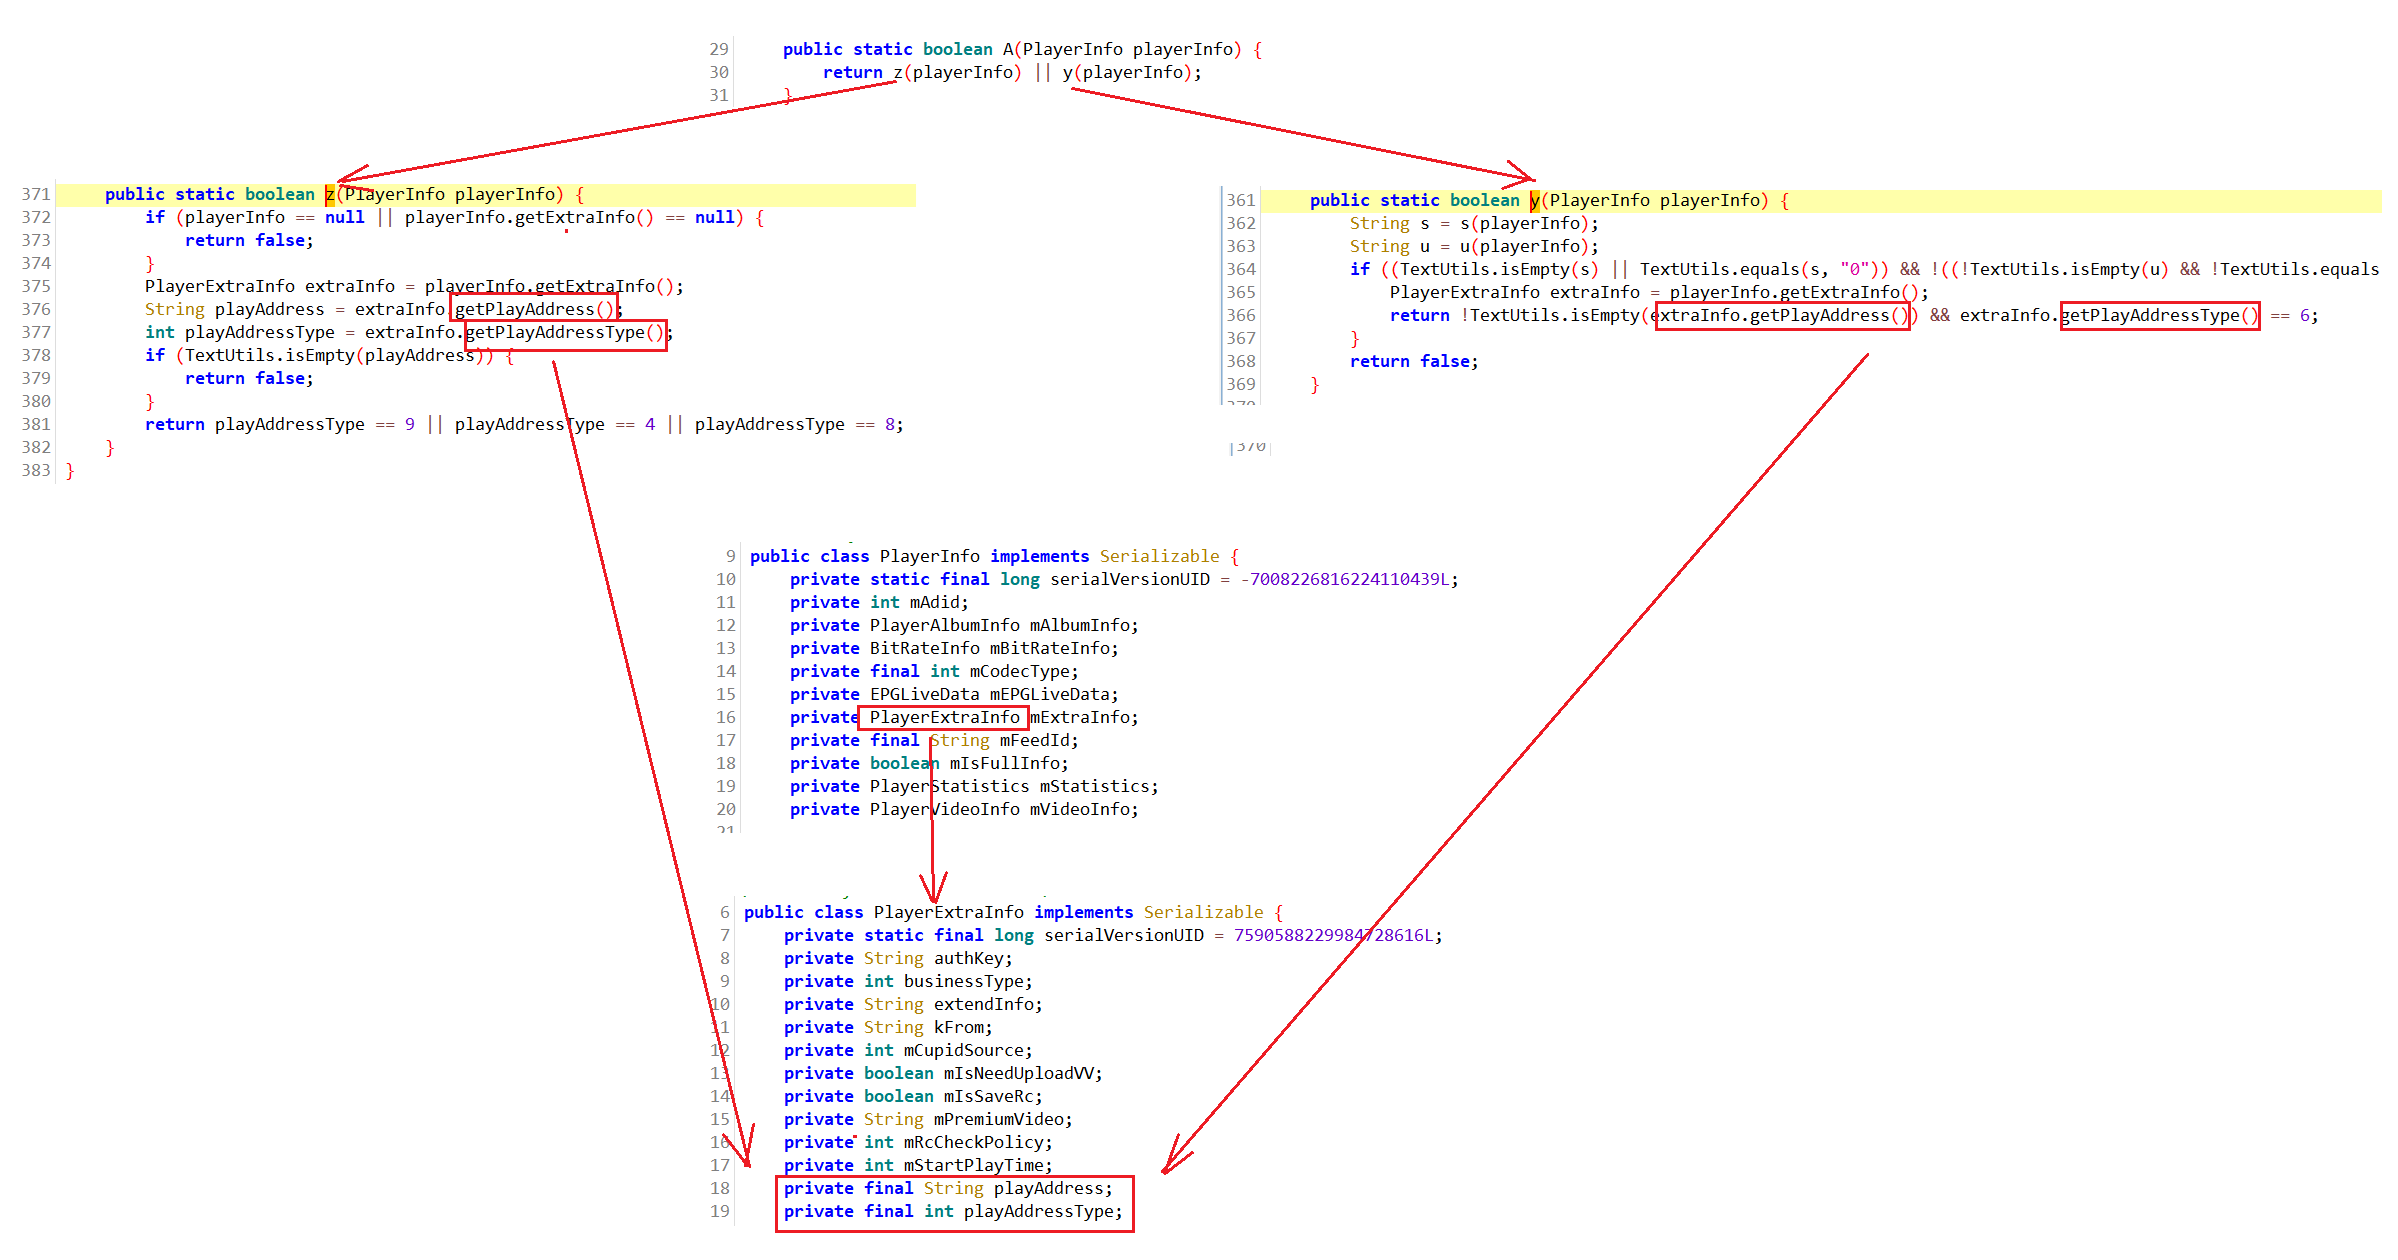 29 public static boolean A(PlayerInfo playerInfo) {
30 return z(playerInfo) || y(playerInfo);
31 }
371 public static boolean z(PlayerInfo playerInfo) {
372 if (playerInfo == null || playerInfo.getExtraInfo() == null) {
373 return false;
374 }
375 PlayerExtraInfo extraInfo = playerInfo.getExtraInfo();
376 String playAddress = extraInfo.getPlayAddress();
377 int playAddressType = extraInfo.getPlayAddressType();
378 if (TextUtils.isEmpty(playAddress)) {
379 return false;
380 }
381 return playAddressType == 9 || playAddressType == 4 || playAddressType == 8;
382 }
383 }
361 public static boolean y(PlayerInfo playerInfo) {
362 String s = s(playerInfo);
363 String u = u(playerInfo);
364 if ((TextUtils.isEmpty(s) || TextUtils.equals(s, "0")) && !((!TextUtils.isEmpty(u) && !TextUtils.equals
365 PlayerExtraInfo extraInfo = playerInfo.getExtraInfo();
366 return !TextUtils.isEmpty(extraInfo.getPlayAddress()) && extraInfo.getPlayAddressType() == 6;
367 }
368 return false;
369 }
370
9 public class PlayerInfo implements Serializable {
10 private static final long serialVersionUID = -7008226816224110439L;
11 private int mAdid;
12 private PlayerAlbumInfo mAlbumInfo;
13 private BitRateInfo mBitRateInfo;
14 private final int mCodecType;
15 private EPGLiveData mEPGLiveData;
16 private PlayerExtraInfo mExtraInfo;
17 private final String mFeedId;
18 private boolean mIsFullInfo;
19 private PlayerStatistics mStatistics;
20 private PlayerVideoInfo mVideoInfo;
21
6 public class PlayerExtraInfo implements Serializable {
7 private static final long serialVersionUID = 7590588229984728616L;
8 private String authKey;
9 private int businessType;
10 private String extendInfo;
11 private String kFrom;
12 private int mCupidSource;
13 private boolean mIsNeedUploadVV;
14 private boolean mIsSaveRc;
15 private String mPremiumVideo;
16 private int mRcCheckPolicy;
17 private int mStartPlayTime;
18 private final String playAddress;
19 private final int playAddressType;